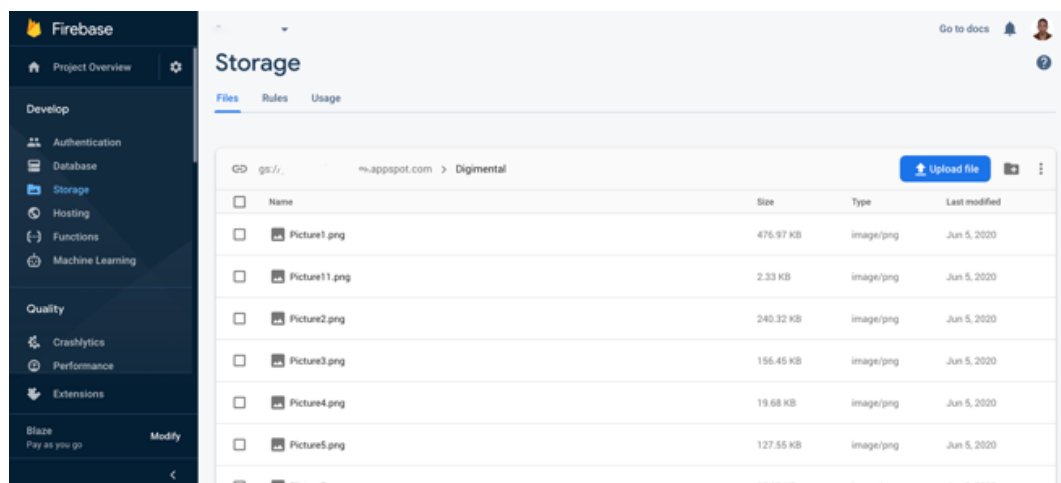 Firebase
Go to docs
Project Overview
Storage
Files Rules Usage
Develop
Authentication
Database
Storage
Hosting
Functions
Machine Learning
Quality
Crashlytics
Performance
Extensions
Blaze
Pay as you go
Modify
gs://
.appspot.com > Digimental
Upload file
Name Size Type Last modified
Picture1.png 476.97 KB image/png Jun 5, 2020
Picture11.png 2.33 KB image/png Jun 5, 2020
Picture2.png 240.32 KB image/png Jun 5, 2020
Picture3.png 156.45 KB image/png Jun 5, 2020
Picture4.png 19.68 KB image/png Jun 5, 2020
Picture5.png 127.55 KB image/png Jun 5, 2020